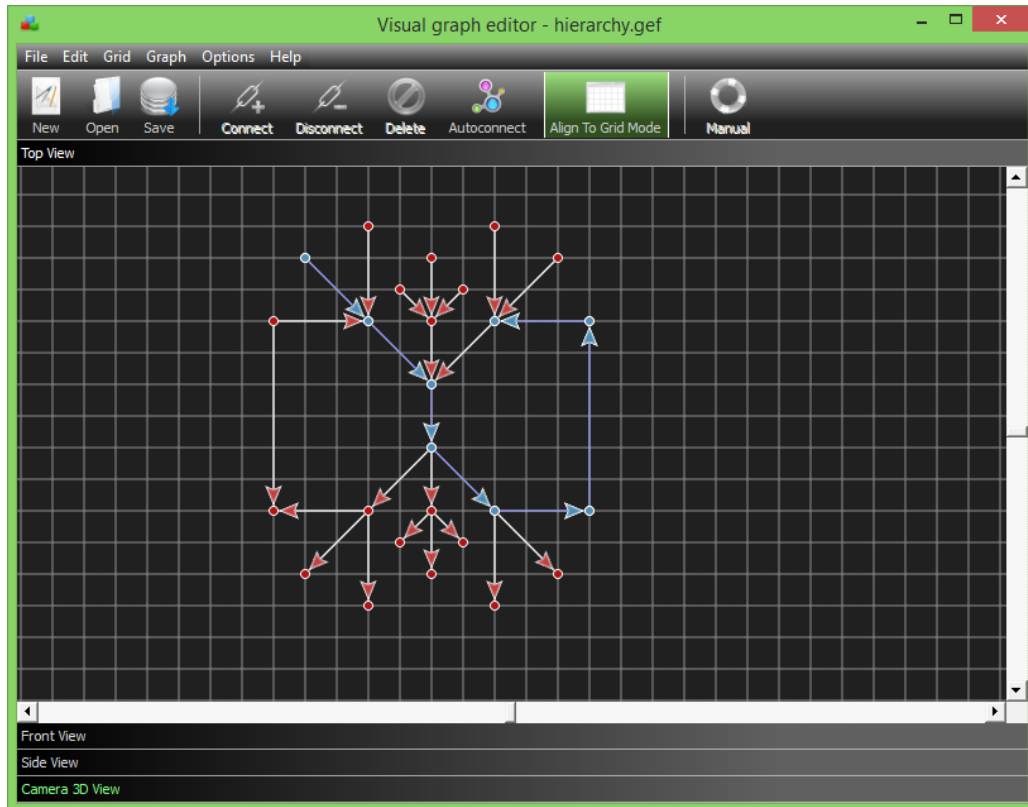 Visual graph editor - hierarchy.gef
File Edit Grid Graph Options Help
New Open Save Connect Disconnect Delete Autoconnect Align To Grid Mode Manual
Top View
Front View
Side View
Camera 3D View